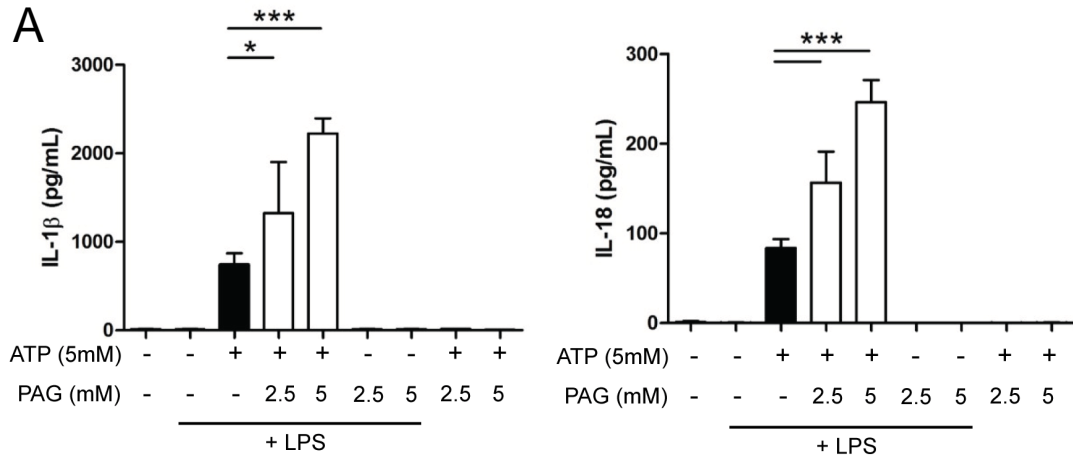 A
***
*
3000
2000
1000
0
IL-1β (pg/mL)
ATP (5mM) - - + + + - - + +
PAG (mM) - - - 2.5 5 2.5 5 2.5 5
+ LPS
***
300
200
100
0
IL-18 (pg/mL)
ATP (5mM) - - + + + - - + +
PAG (mM) - - - 2.5 5 2.5 5 2.5 5
+ LPS